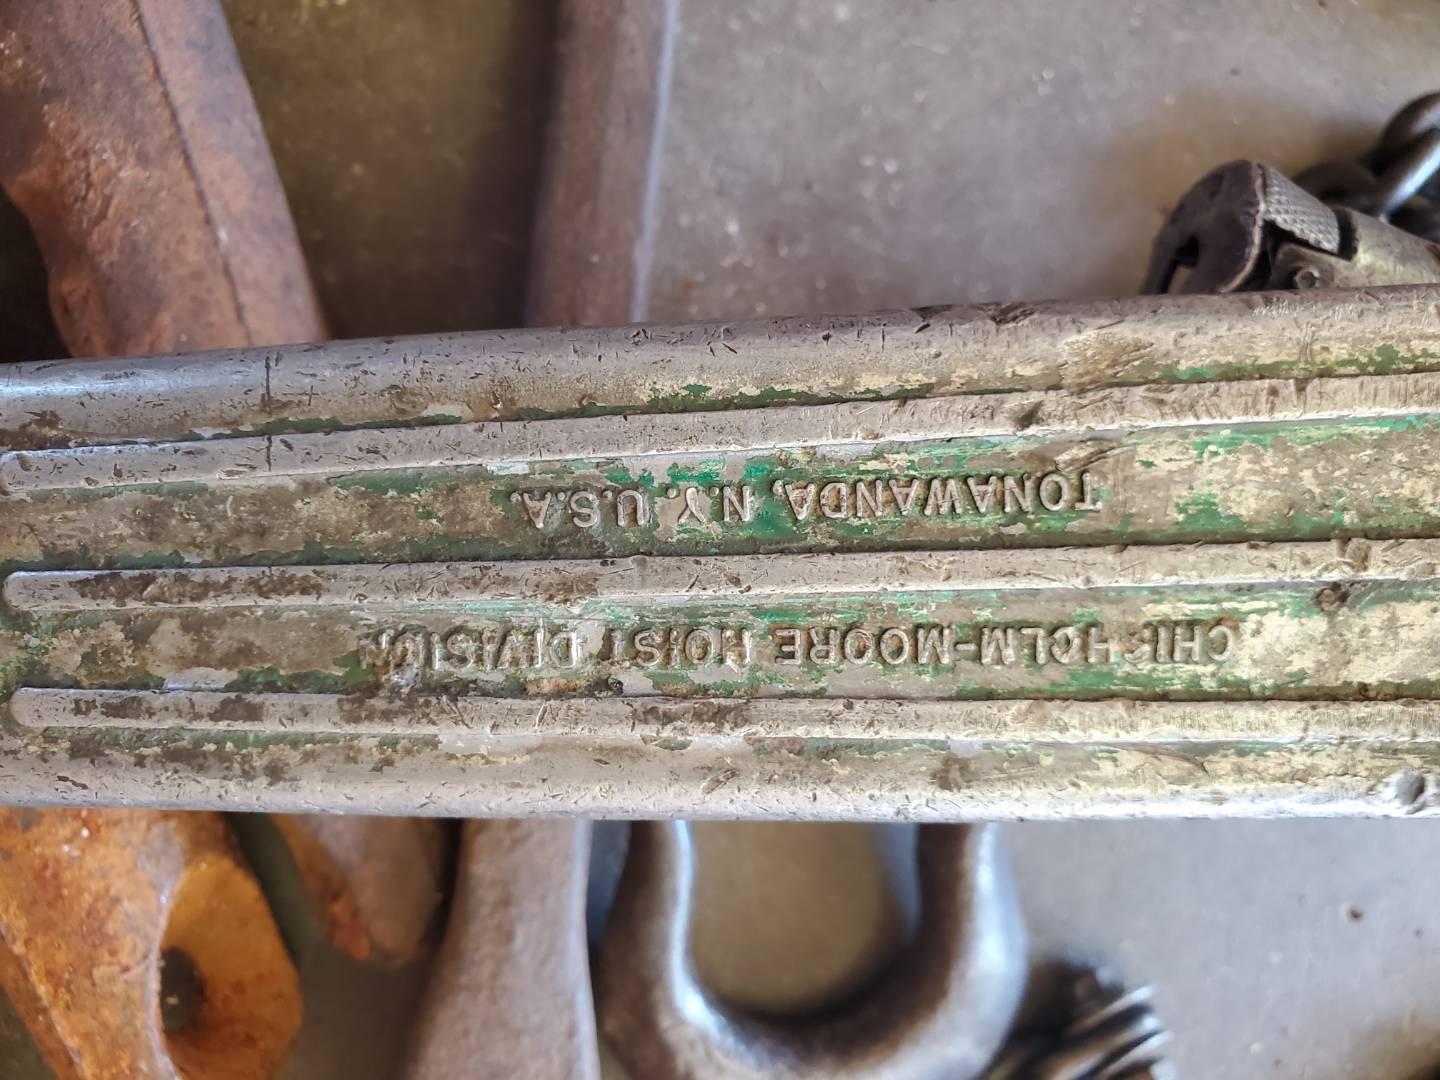 CHISHOLM-MOORE HOIST DIVISION
TONAWANDA, N.Y. U.S.A.